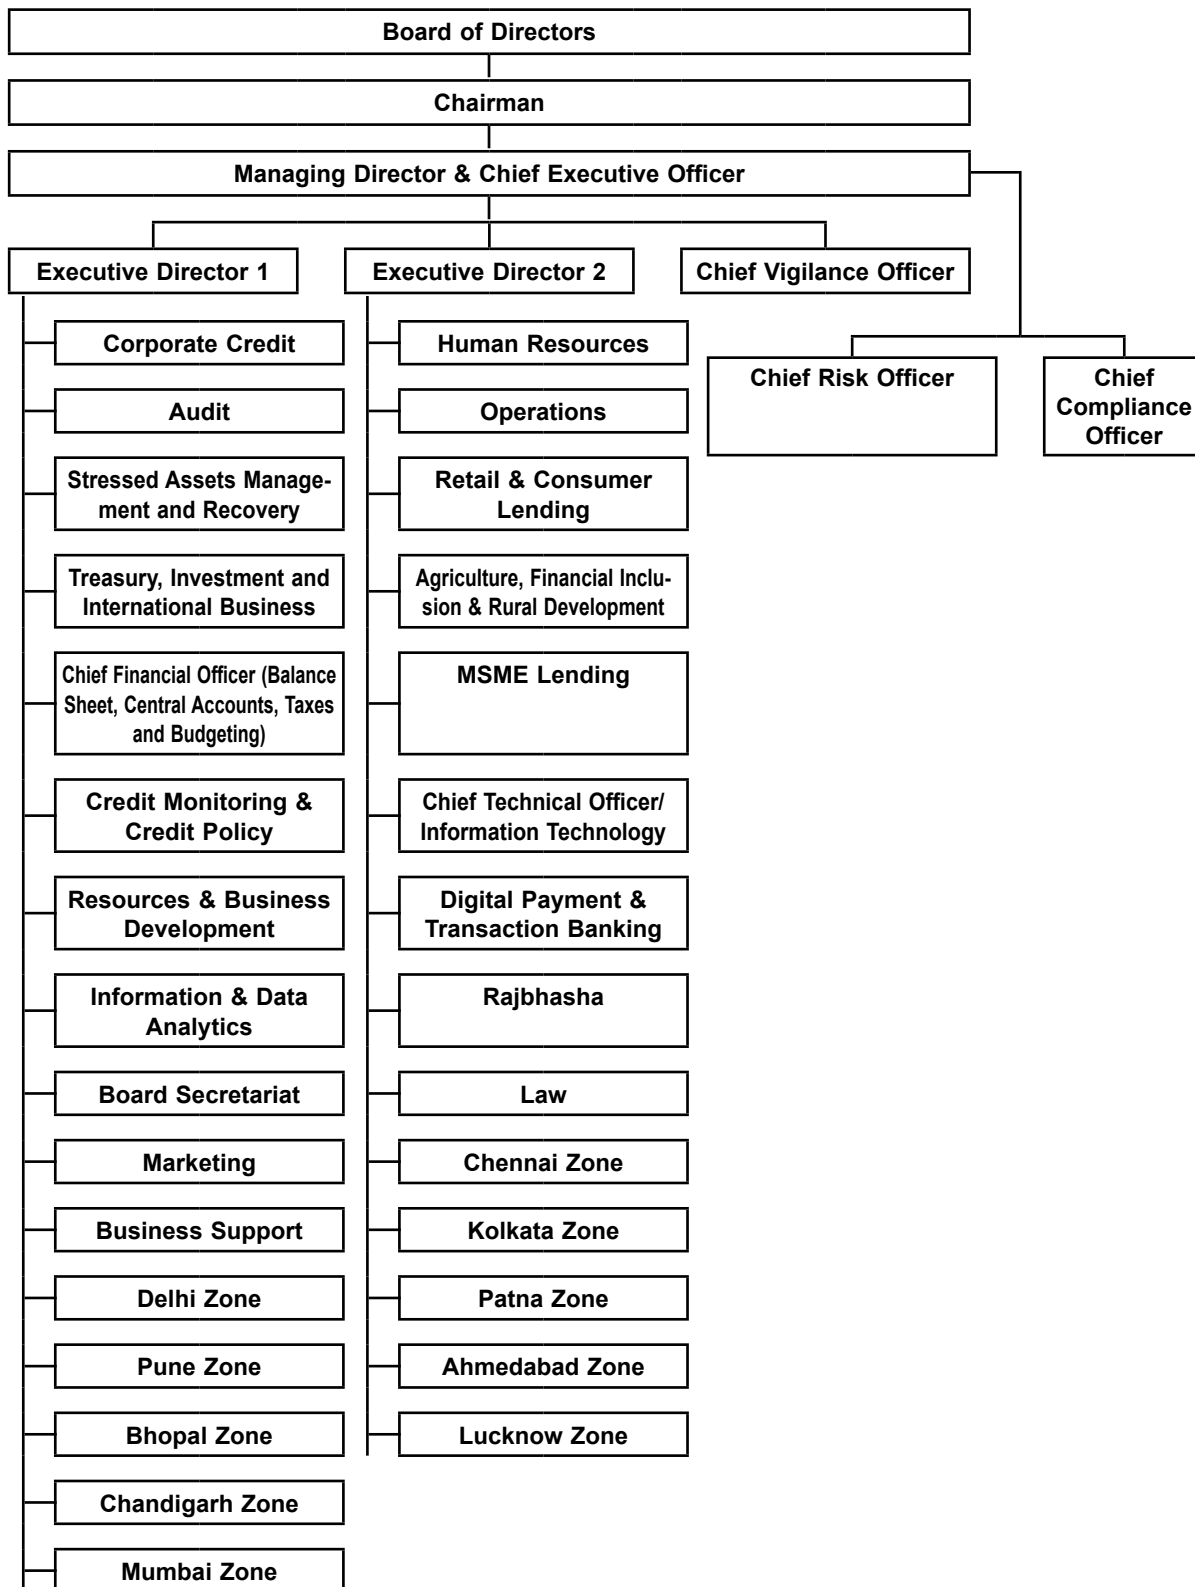 Board of Directors
Chairman
Managing Director & Chief Executive Officer
Executive Director 1
Executive Director 2
Chief Vigilance Officer
Corporate Credit
Audit
Stressed Assets Manage-
ment and Recovery
Treasury, Investment and
International Business
Chief Financial Officer (Balance
Sheet, Central Accounts, Taxes
and Budgeting)
Credit Monitoring &
Credit Policy
Resources & Business
Development
Information & Data
Analytics
Board Secretariat
Marketing
Business Support
Delhi Zone
Pune Zone
Bhopal Zone
Chandigarh Zone
Mumbai Zone
Human Resources
Operations
Retail & Consumer
Lending
Agriculture, Financial Inclu-
sion & Rural Development
MSME Lending
Chief Technical Officer/
Information Technology
Digital Payment &
Transaction Banking
Rajbhasha
Law
Chennai Zone
Kolkata Zone
Patna Zone
Ahmedabad Zone
Lucknow Zone
Chief Risk Officer
Chief
Compliance
Officer